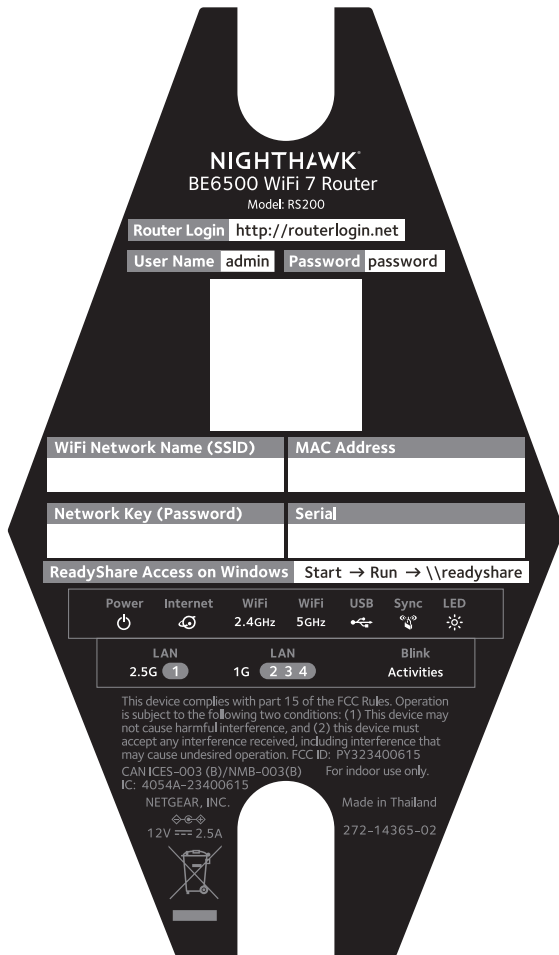 NIGHTHAWK®
BE6500 WiFi 7 Router
Model: RS200
Router Login http://routerlogin.net
User Name admin Password password
WiFi Network Name (SSID) MAC Address
Network Key (Password) Serial
ReadyShare Access on Windows Start → Run → \\readyshare
Power Internet WiFi WiFi USB Sync LED
2.4GHz 5GHz
LAN LAN Blink
2.5G 1 1G 2 3 4 Activities
This device complies with part 15 of the FCC Rules. Operation
is subject to the following two conditions: (1) This device may
not cause harmful interference, and (2) this device must
accept any interference received, including interference that
may cause undesired operation. FCC ID: PY323400615
CAN ICES-003 (B)/NMB-003(B) For indoor use only.
IC: 4054A-23400615
NETGEAR, INC. Made in Thailand
12V ⎓ 2.5A 272-14365-02